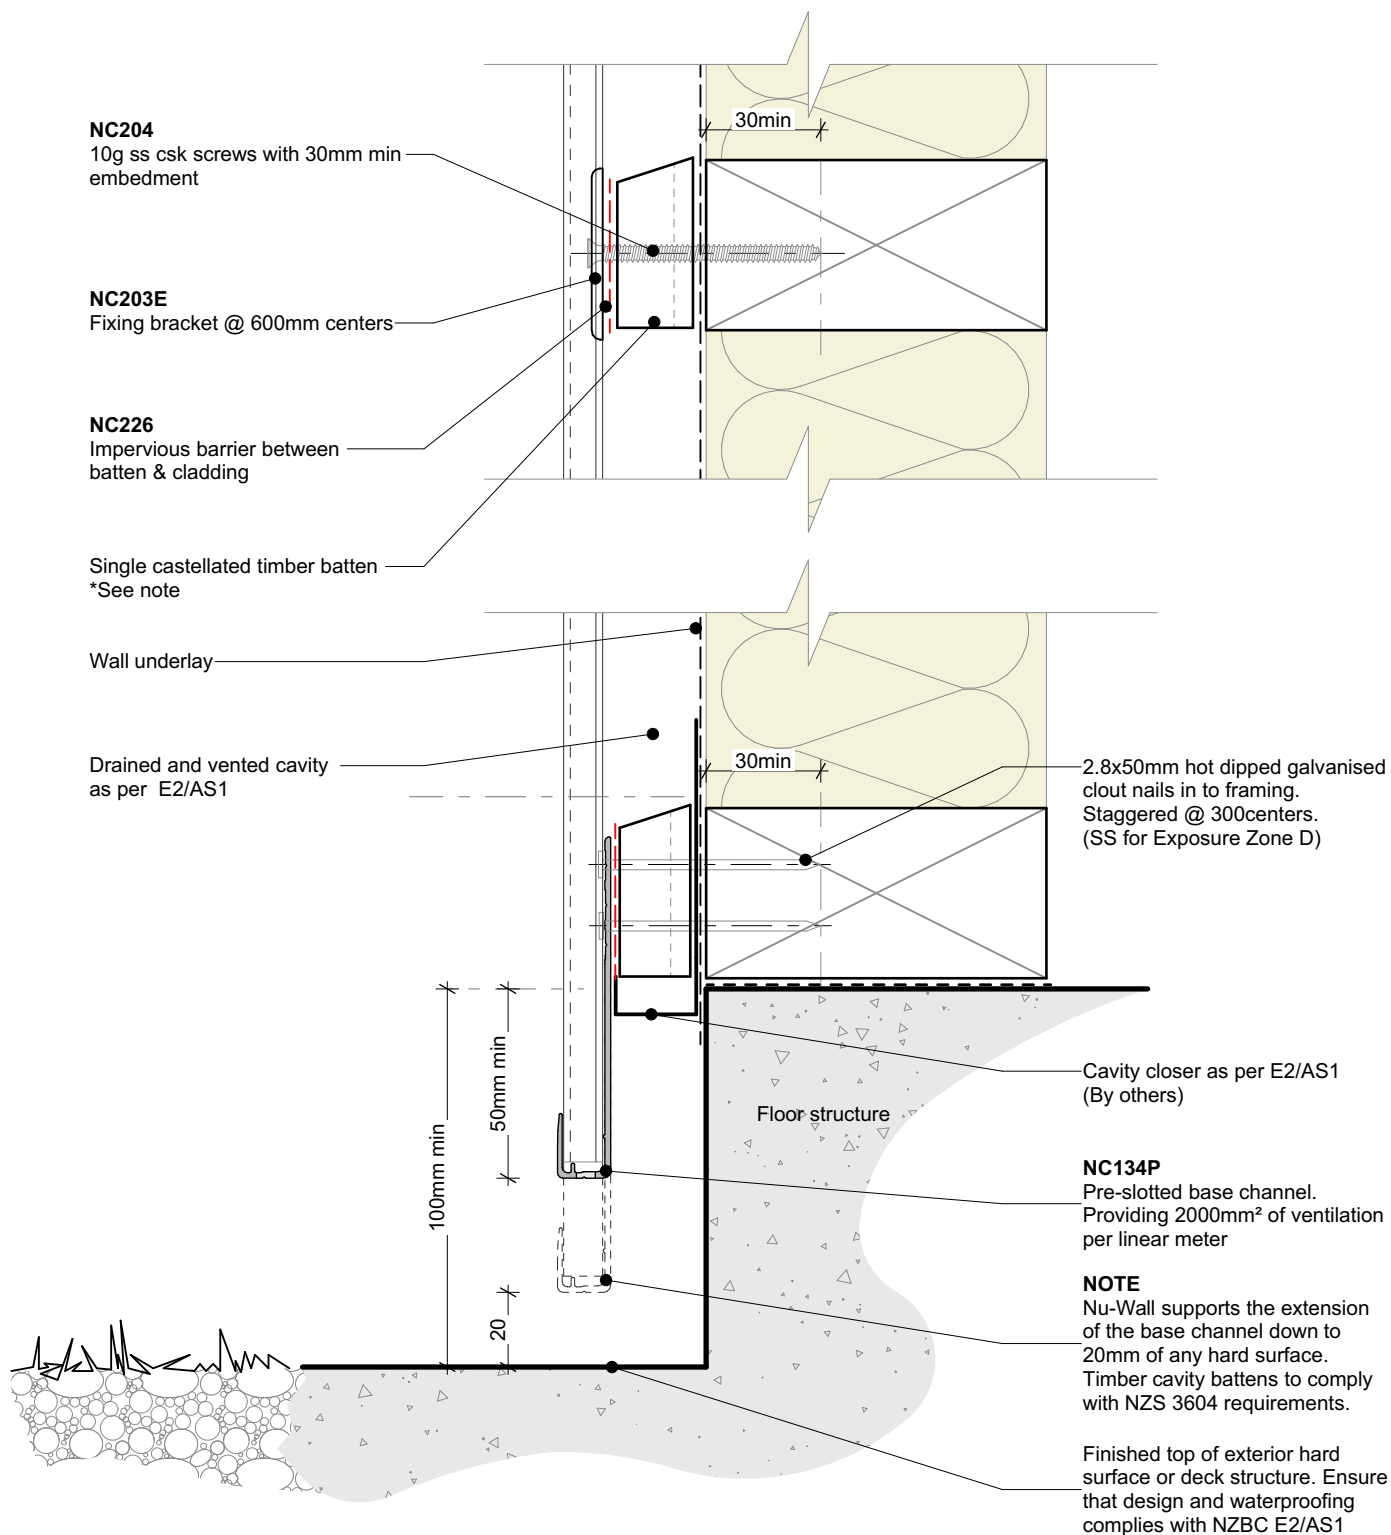 30min
NC204
10g ss csk screws with 30mm min
embedment
NC203E
Fixing bracket @ 600mm centers
NC226
Impervious barrier between
batten & cladding
Single castellated timber batten
*See note
Wall underlay
Drained and vented cavity
as per E2/AS1
30min
2.8x50mm hot dipped galvanised
clout nails in to framing.
Staggered @ 300centers.
(SS for Exposure Zone D)
Cavity closer as per E2/AS1
(By others)
Floor structure
50mm min
100mm min
20
NC134P
Pre-slotted base channel.
Providing 2000mm² of ventilation
per linear meter
NOTE
Nu-Wall supports the extension
of the base channel down to
20mm of any hard surface.
Timber cavity battens to comply
with NZS 3604 requirements.
Finished top of exterior hard
surface or deck structure. Ensure
that design and waterproofing
complies with NZBC E2/AS1